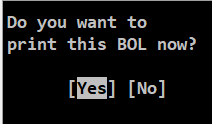 Do you want to
print this BOL now?
[Yes] [No]